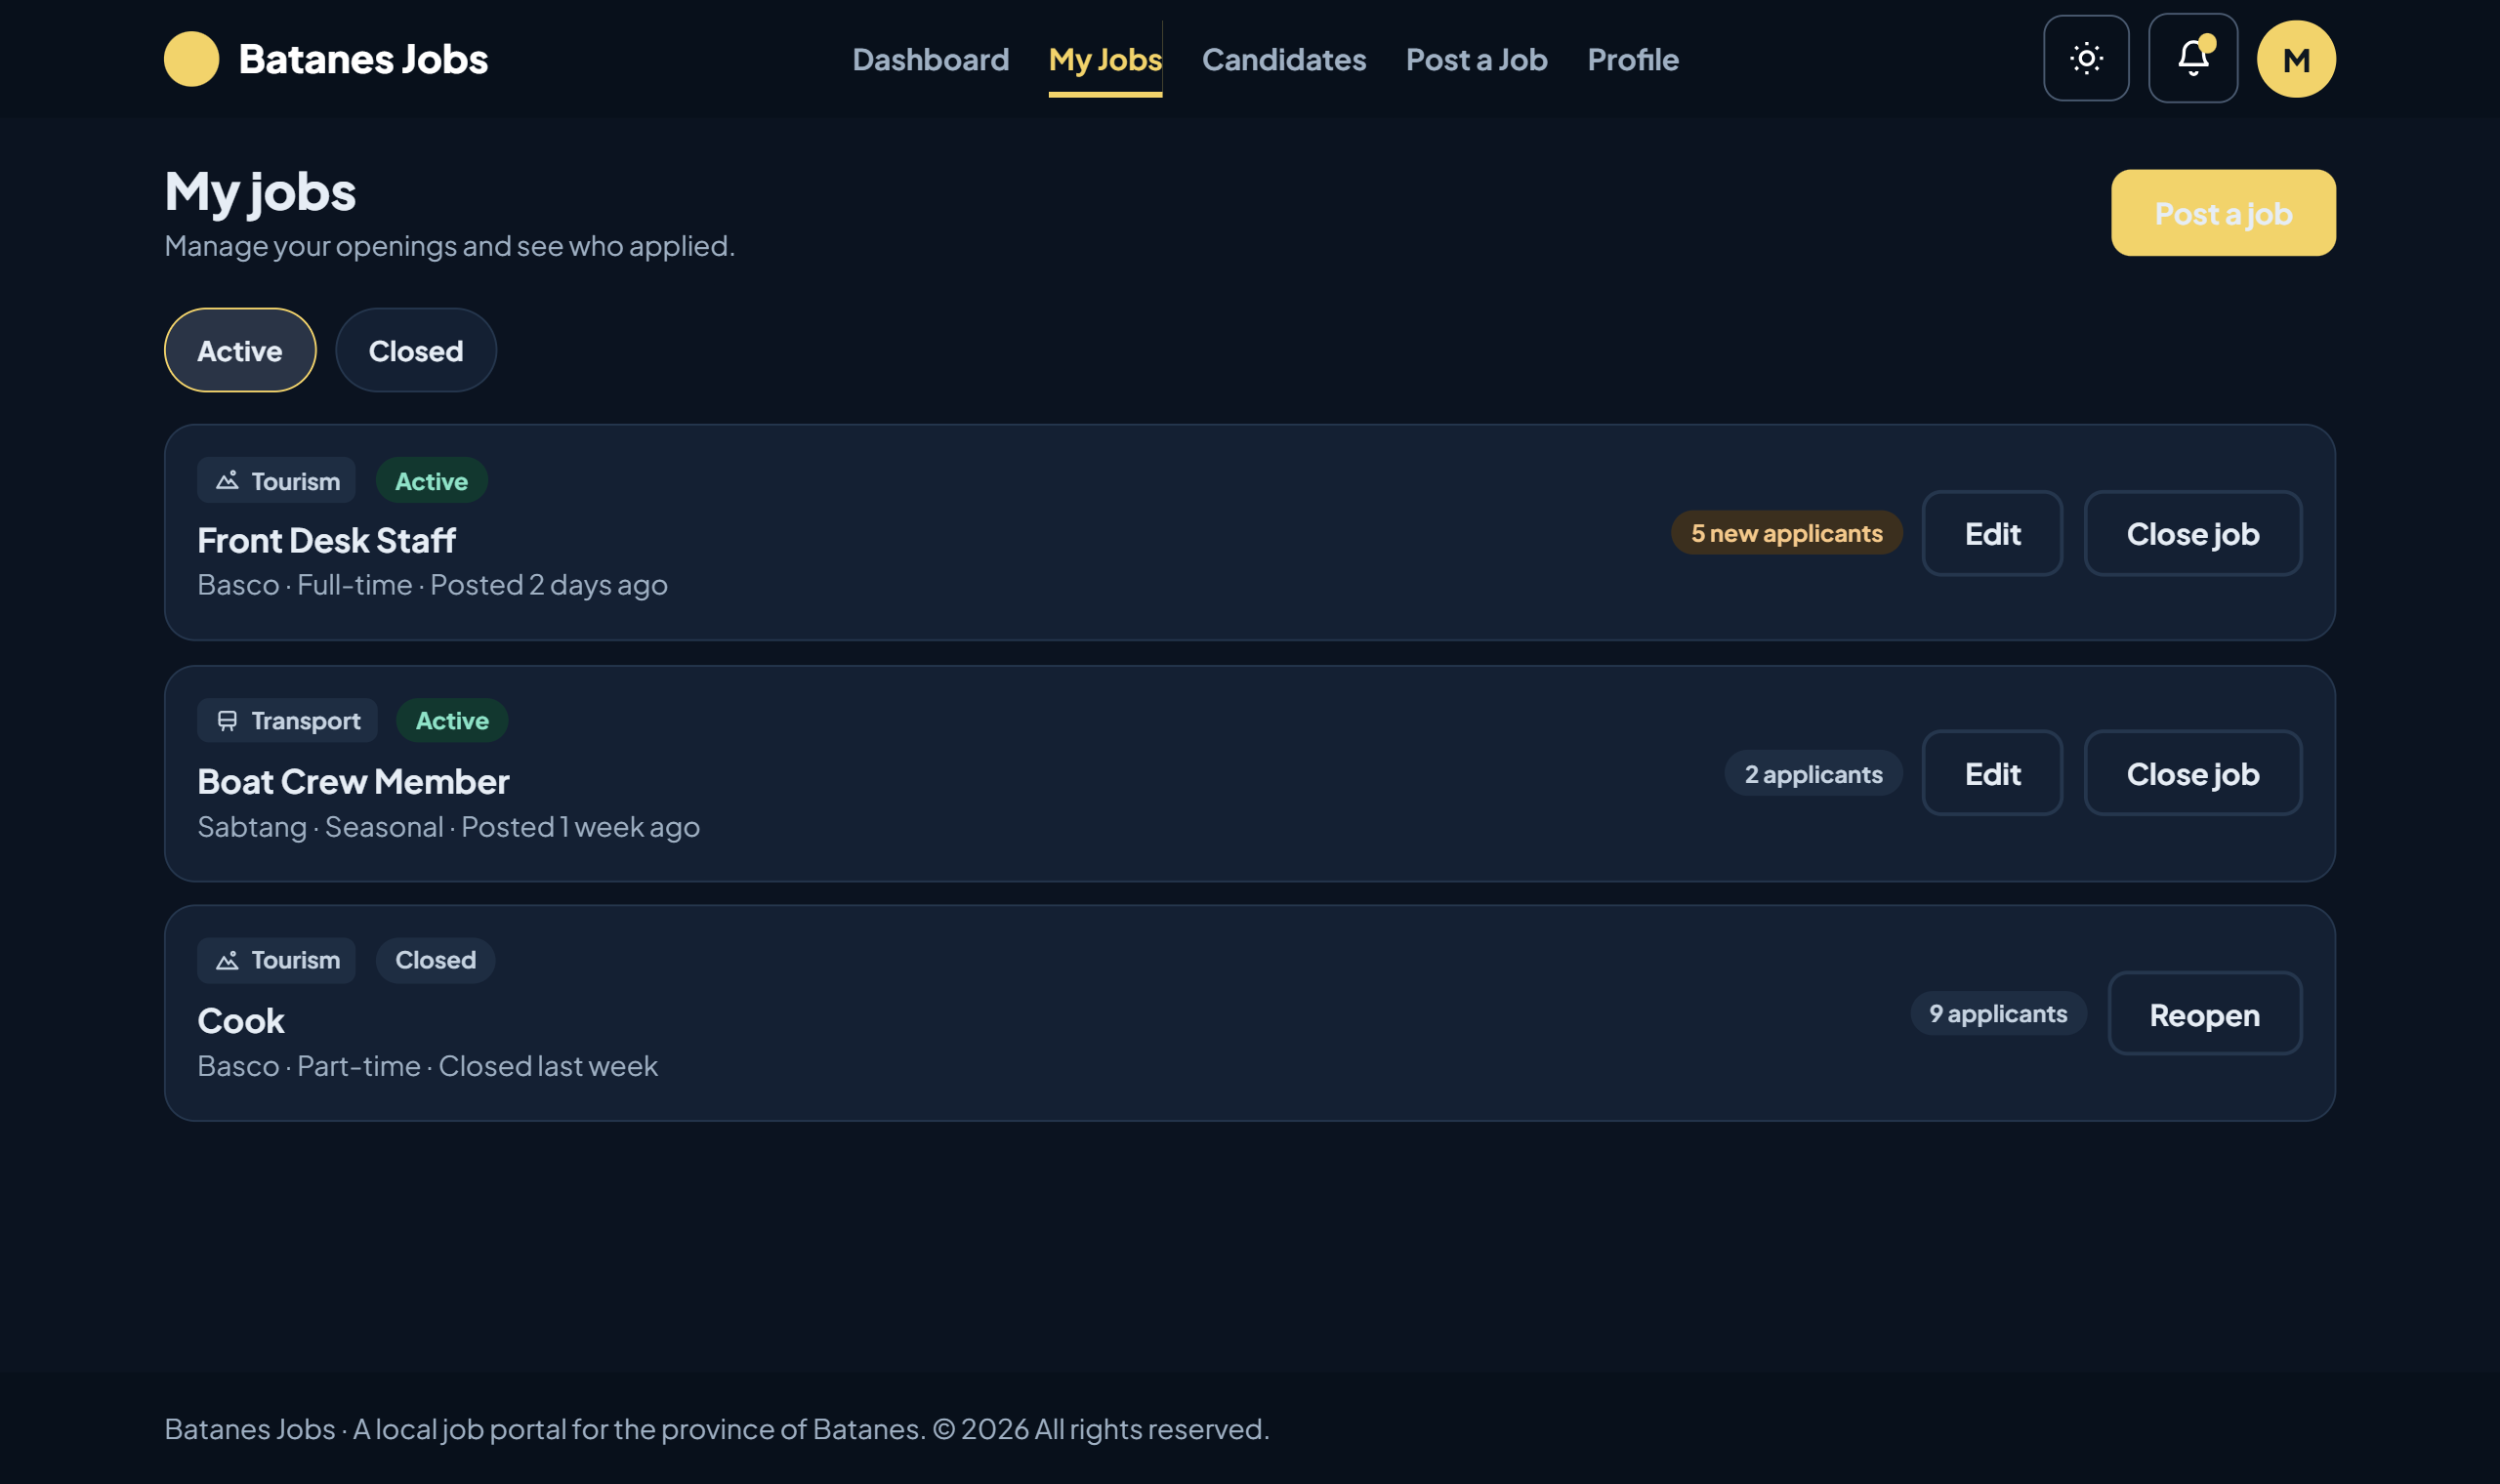 Batanes Jobs
Dashboard My Jobs Candidates Post a Job Profile
M
My jobs
Manage your openings and see who applied.
Post a job
Active Closed
Tourism Active
Front Desk Staff
Basco · Full-time · Posted 2 days ago
5 new applicants Edit Close job
Transport Active
Boat Crew Member
Sabtang · Seasonal · Posted 1 week ago
2 applicants Edit Close job
Tourism Closed
Cook
Basco · Part-time · Closed last week
9 applicants Reopen
Batanes Jobs · A local job portal for the province of Batanes. © 2026 All rights reserved.